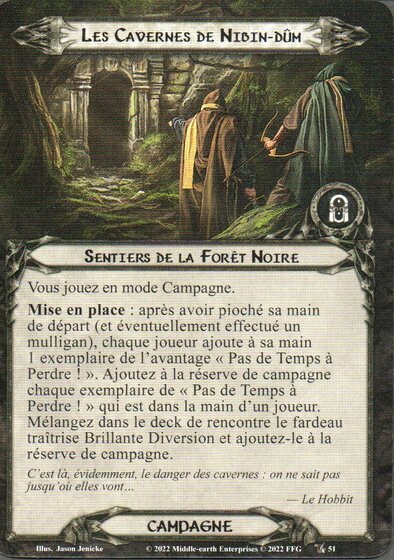 Les Cavernes de Nibin-dûm
Sentiers de la Forêt Noire
Vous jouez en mode Campagne.
Mise en place : après avoir pioché sa main
de départ (et éventuellement effectué un
mulligan), chaque joueur ajoute à sa main
1 exemplaire de l'avantage « Pas de Temps à
Perdre ! ». Ajoutez à la réserve de campagne
chaque exemplaire de « Pas de Temps à
Perdre ! » qui est dans la main d'un joueur.
Mélangez dans le deck de rencontre le fardeau
traîtrise Brillante Diversion et ajoutez-le à la
réserve de campagne.
C'est là, évidemment, le danger des cavernes : on ne sait pas
jusqu'où elles vont…
— Le Hobbit
CAMPAGNE
Illus. Jason Jenicke © 2022 Middle-earth Enterprises © 2022 FFG 51